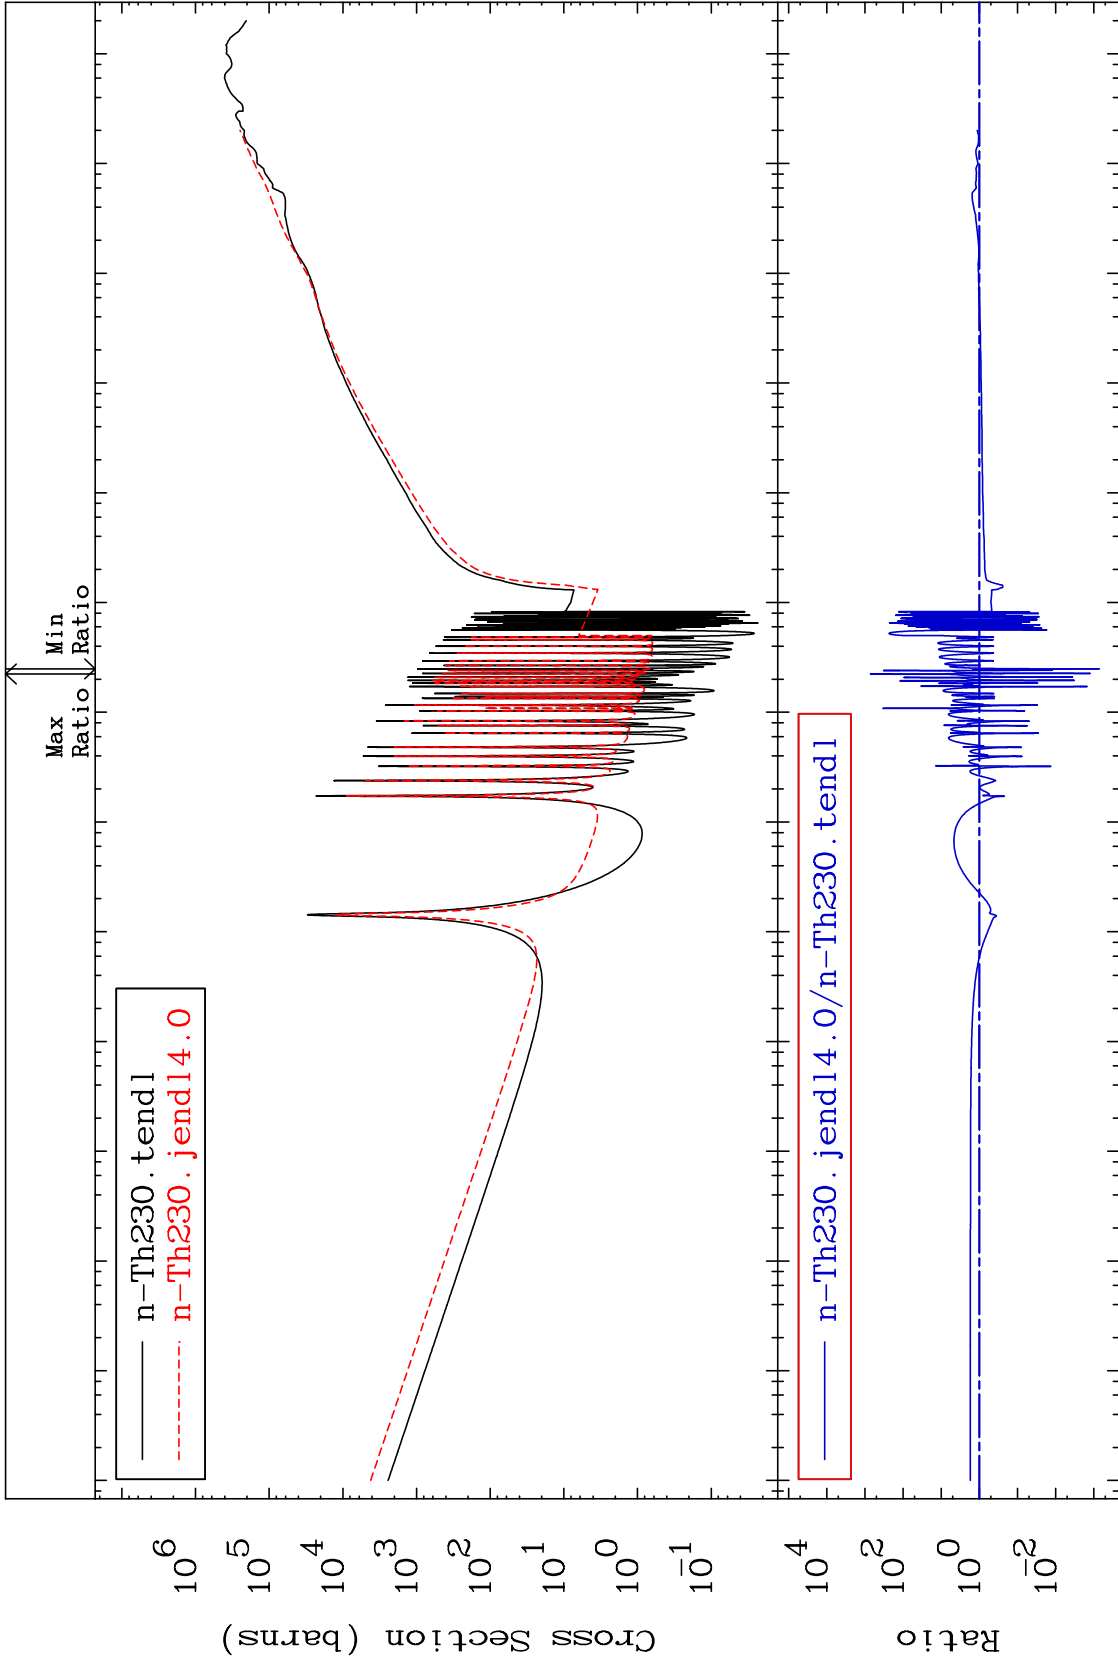 Max
Ratio
Min
Ratio
n-Th230.tendl
n-Th230.jendl4.0
10^6
10^5
10^4
10^3
10^2
10^1
10^0
10^-1
Cross Section (barns)
n-Th230.jendl4.0/n-Th230.tendl
10^4
10^2
10^0
10^-2
Ratio